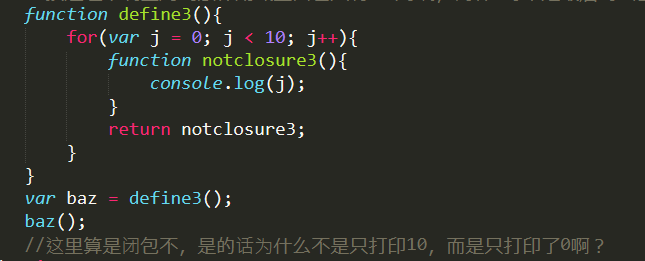 function define3(){
for(var j = 0; j < 10; j++){
function notclosure3(){
console.log(j);
}
return notclosure3;
}
}
var baz = define3();
baz();
//这里算是闭包不，是的话为什么不是只打印10，而是只打印了0啊？